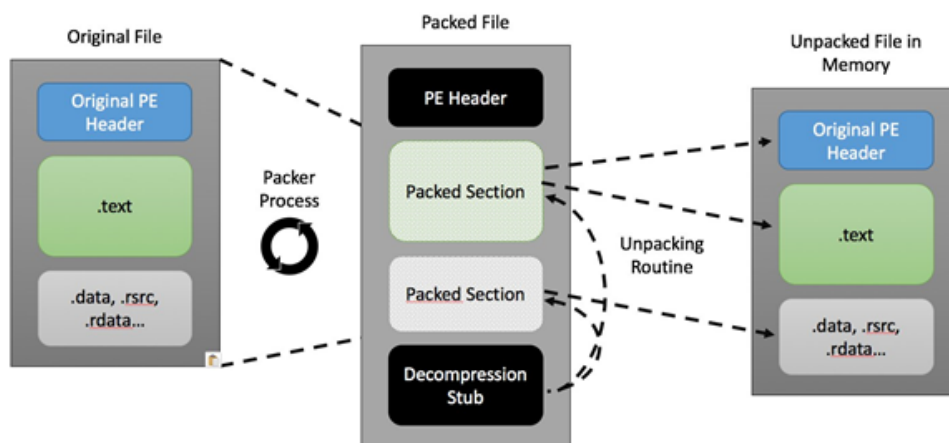 Original File
Original PE
Header
.text
.data, .rsrc,
.rdata...
Packer
Process
Packed File
PE Header
Packed Section
Packed Section
Decompression
Stub
Unpacking
Routine
Unpacked File in
Memory
Original PE
Header
.text
.data, .rsrc,
.rdata...